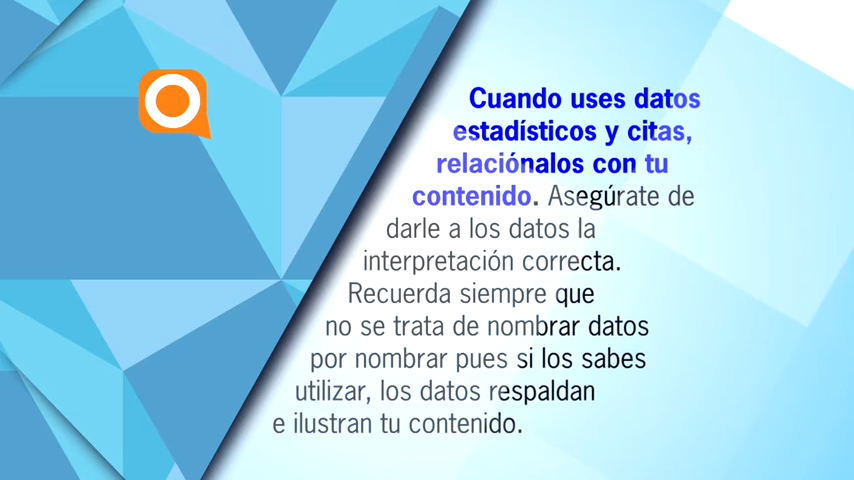 Cuando uses datos
estadísticos y citas,
relaciónalos con tu
contenido. Asegúrate de
darle a los datos la
interpretación correcta.
Recuerda siempre que
no se trata de nombrar datos
por nombrar pues si los sabes
utilizar, los datos respaldan
e ilustran tu contenido.